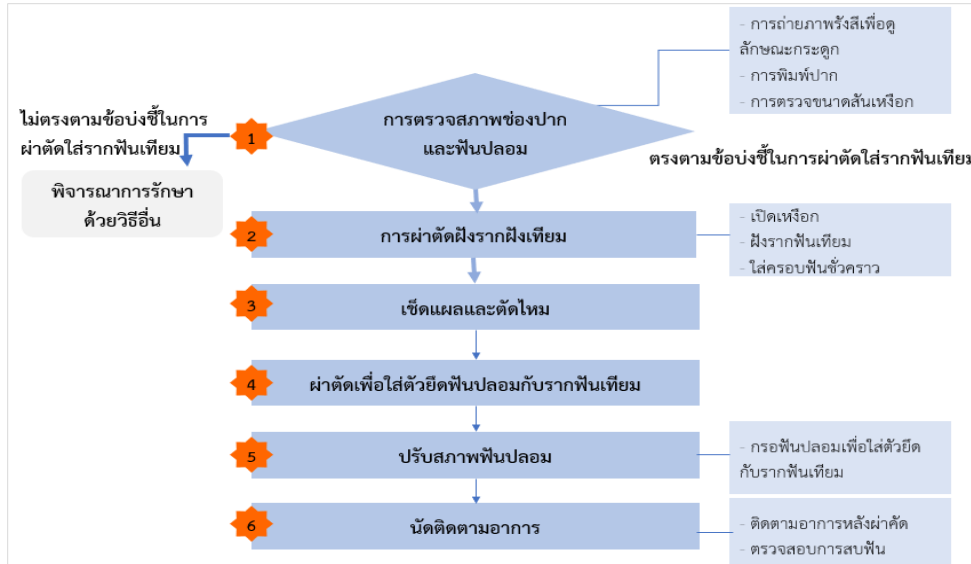 - การถ่ายภาพรังสีเพื่อดู
ลักษณะกระดูก
- การพิมพ์ปาก
- การตรวจขนาดสันเหงือก
ไม่ตรงตามข้อบ่งชี้ในการ
ผ่าตัดใส่รากฟันเทียม
1
การตรวจสภาพช่องปาก
และฟันปลอม
ตรงตามข้อบ่งชี้ในการผ่าตัดใส่รากฟันเทียม
พิจารณาการรักษา
ด้วยวิธีอื่น
2
การผ่าตัดฝังรากฝังเทียม
- เปิดเหงือก
- ฝังรากฟันเทียม
- ใส่ครอบฟันชั่วคราว
3
เช็ดแผลและตัดไหม
4
ผ่าตัดเพื่อใส่ตัวยึดฟันปลอมกับรากฟันเทียม
5
ปรับสภาพฟันปลอม
- กรอฟันปลอมเพื่อใส่ตัวยึด
กับรากฟันเทียม
6
นัดติดตามอาการ
- ติดตามอาการหลังผ่าคัด
- ตรวจสอบการสบฟัน